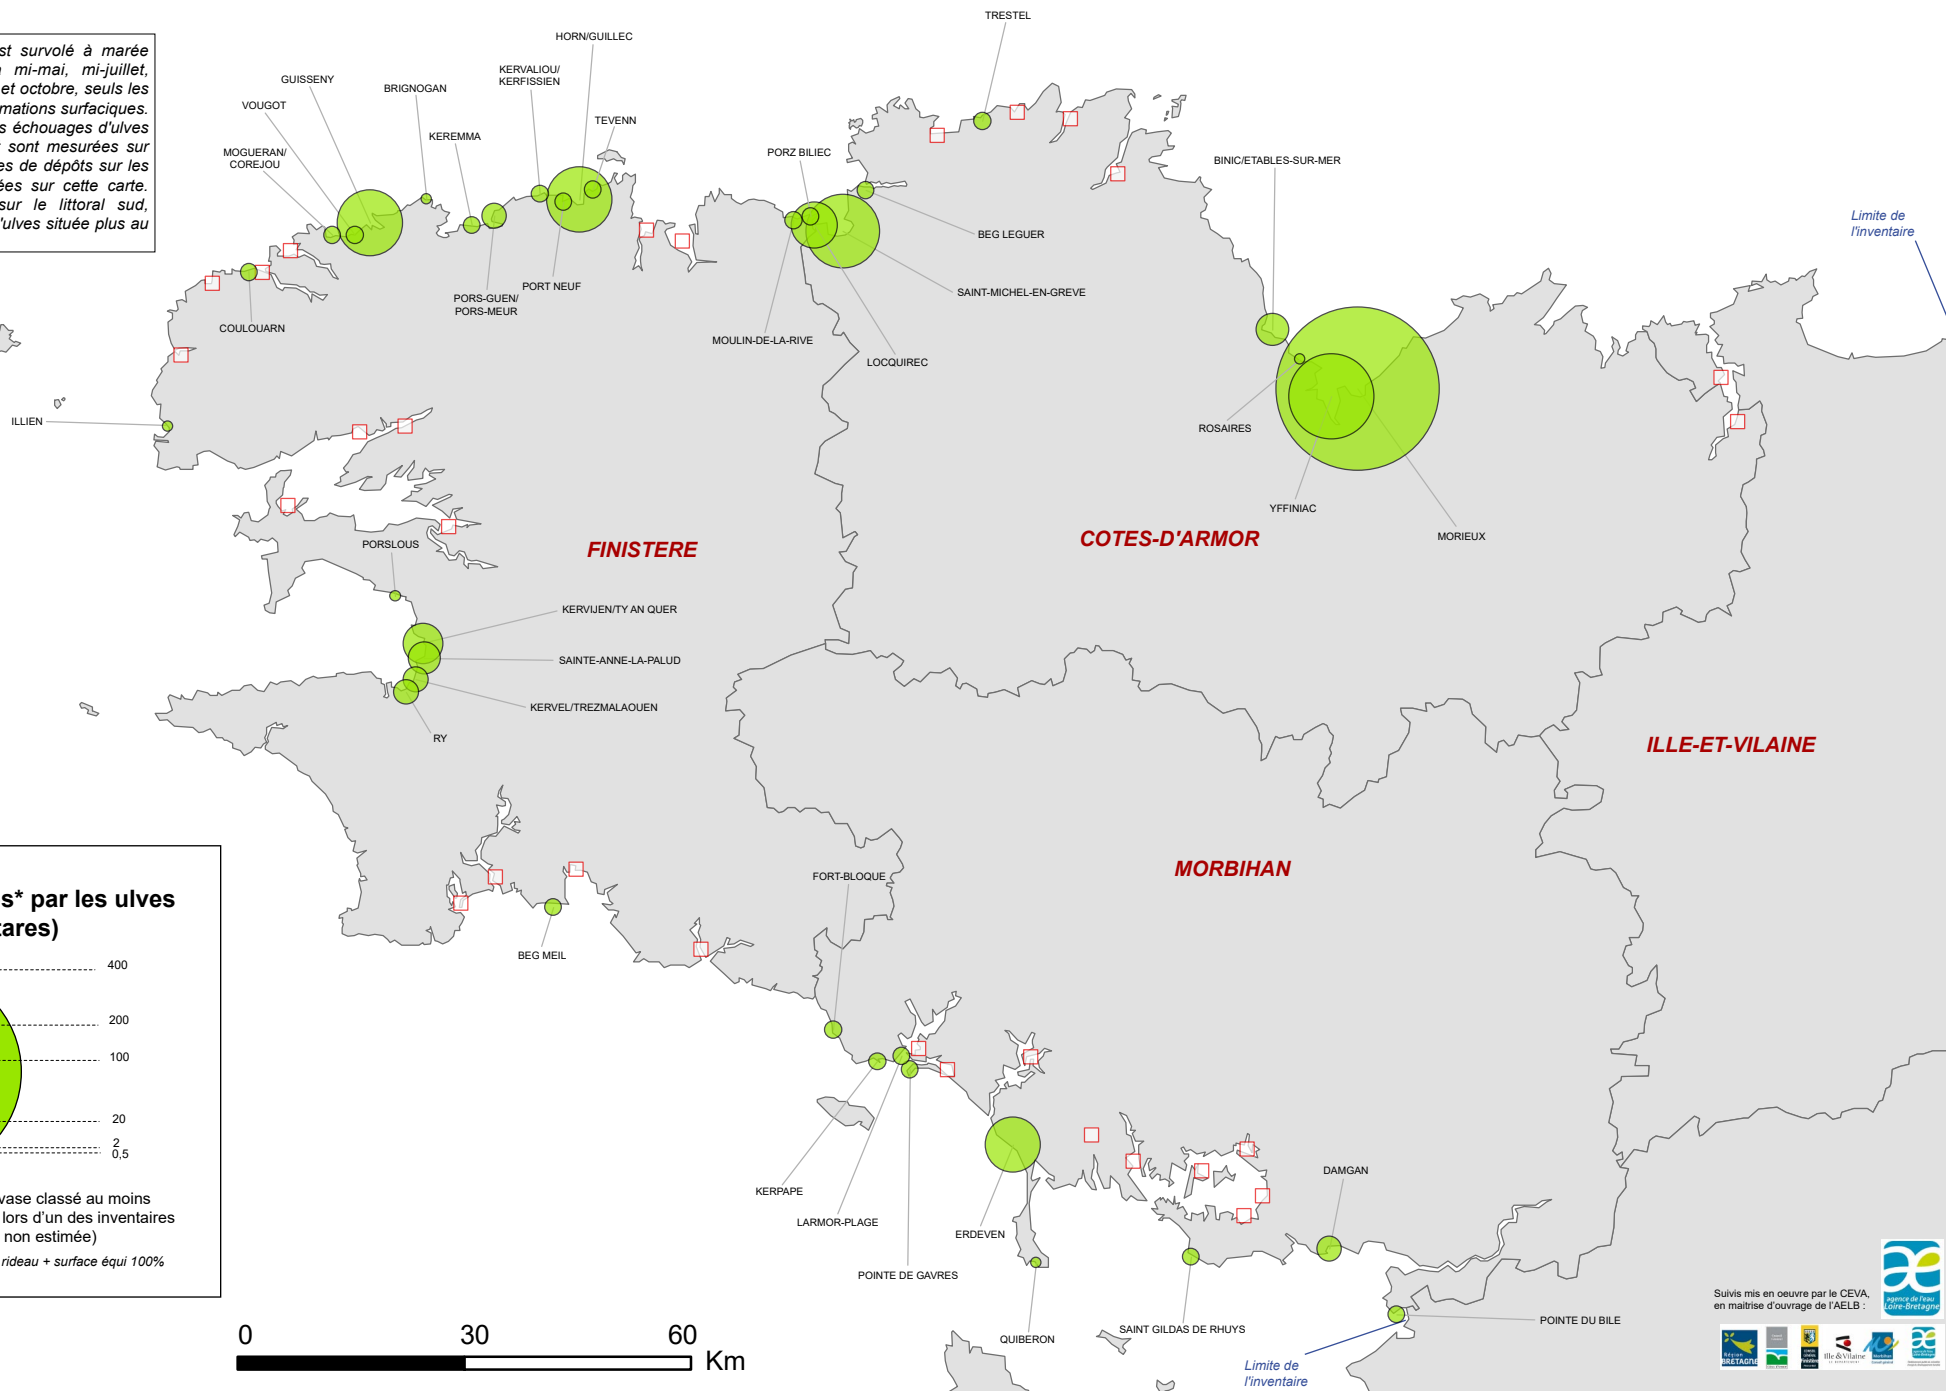 st survolé à marée
mi-mai, mi-juillet,
et octobre, seuls les
rmations surfaciques.
s échouages d'ulves
sont mesurées sur
es de dépôts sur les
ées sur cette carte.
sur le littoral sud,
'ulves située plus au
TRESTEL
HORN/GUILLEC
KERVALIOU/
KERFISSIEN
GUISSENY
BRIGNOGAN
VOUGOT
KEREMMA
TEVENN
MOGUERAN/
COREJOU
PORZ BILIEC
BINIC/ETABLES-SUR-MER
Limite de
l'inventaire
BEG LEGUER
PORT NEUF
SAINT-MICHEL-EN-GREVE
PORS-GUEN/
PORS-MEUR
COULOUARN
MOULIN-DE-LA-RIVE
LOCQUIREC
ILLIEN
ROSAIRES
YFFINIAC
MORIEUX
PORSLOUS
FINISTERE
COTES-D'ARMOR
KERVIJEN/TY AN QUER
SAINTE-ANNE-LA-PALUD
KERVEL/TREZMALAOUEN
RY
ILLE-ET-VILAINE
MORBIHAN
FORT-BLOQUE
BEG MEIL
s* par les ulves
tares)
400
200
100
20
2
0,5
vase classé au moins
lors d'un des inventaires
non estimée)
rideau + surface équi 100%
KERPAPE
LARMOR-PLAGE
ERDEVEN
DAMGAN
POINTE DE GAVRES
QUIBERON
SAINT GILDAS DE RHUYS
POINTE DU BILE
Limite de
l'inventaire
0 30 60 Km
Suivis mis en oeuvre par le CEVA,
en maitrise d'ouvrage de l'AELB :
agence de l'eau
Loire-Bretagne
Région
BRETAGNE
Finistère
Ille & Vilaine
Morbihan